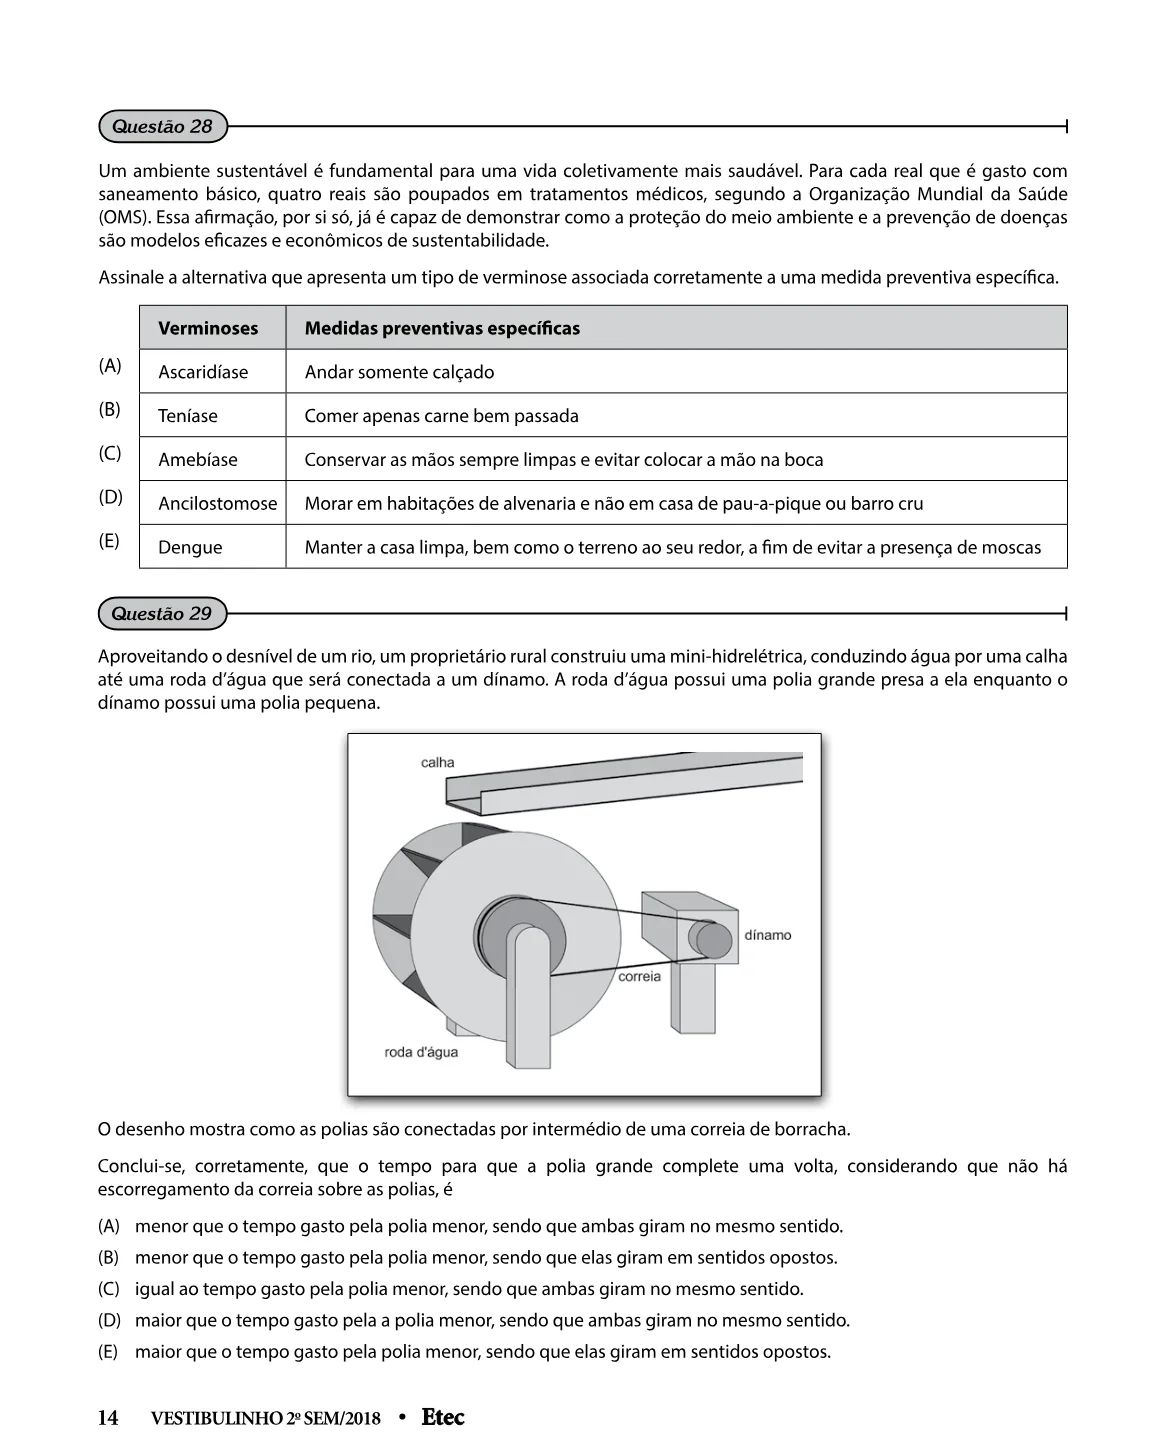 Questão 28
Um ambiente sustentável é fundamental para uma vida coletivamente mais saudável. Para cada real que é gasto com
saneamento básico, quatro reais são poupados em tratamentos médicos, segundo a Organização Mundial da Saúde
(OMS). Essa afirmação, por si só, já é capaz de demonstrar como a proteção do meio ambiente e a prevenção de doenças
são modelos eficazes e econômicos de sustentabilidade.
Assinale a alternativa que apresenta um tipo de verminose associada corretamente a uma medida preventiva específica.
Verminoses Medidas preventivas específicas
(A) Ascaridíase Andar somente calçado
(B) Teníase Comer apenas carne bem passada
(C) Amebíase Conservar as mãos sempre limpas e evitar colocar a mão na boca
(D) Ancilostomose Morar em habitações de alvenaria e não em casa de pau-a-pique ou barro cru
(E) Dengue Manter a casa limpa, bem como o terreno ao seu redor, a fim de evitar a presença de moscas
Questão 29
Aproveitando o desnível de um rio, um proprietário rural construiu uma mini-hidrelétrica, conduzindo água por uma calha
até uma roda d’água que será conectada a um dínamo. A roda d’água possui uma polia grande presa a ela enquanto o
dínamo possui uma polia pequena.
calha
dínamo
correia
roda d'água
O desenho mostra como as polias são conectadas por intermédio de uma correia de borracha.
Conclui-se, corretamente, que o tempo para que a polia grande complete uma volta, considerando que não há
escorregamento da correia sobre as polias, é
(A) menor que o tempo gasto pela polia menor, sendo que ambas giram no mesmo sentido.
(B) menor que o tempo gasto pela polia menor, sendo que elas giram em sentidos opostos.
(C) igual ao tempo gasto pela polia menor, sendo que ambas giram no mesmo sentido.
(D) maior que o tempo gasto pela a polia menor, sendo que ambas giram no mesmo sentido.
(E) maior que o tempo gasto pela polia menor, sendo que elas giram em sentidos opostos.
14 VESTIBULINHO 2º SEM/2018 • Etec